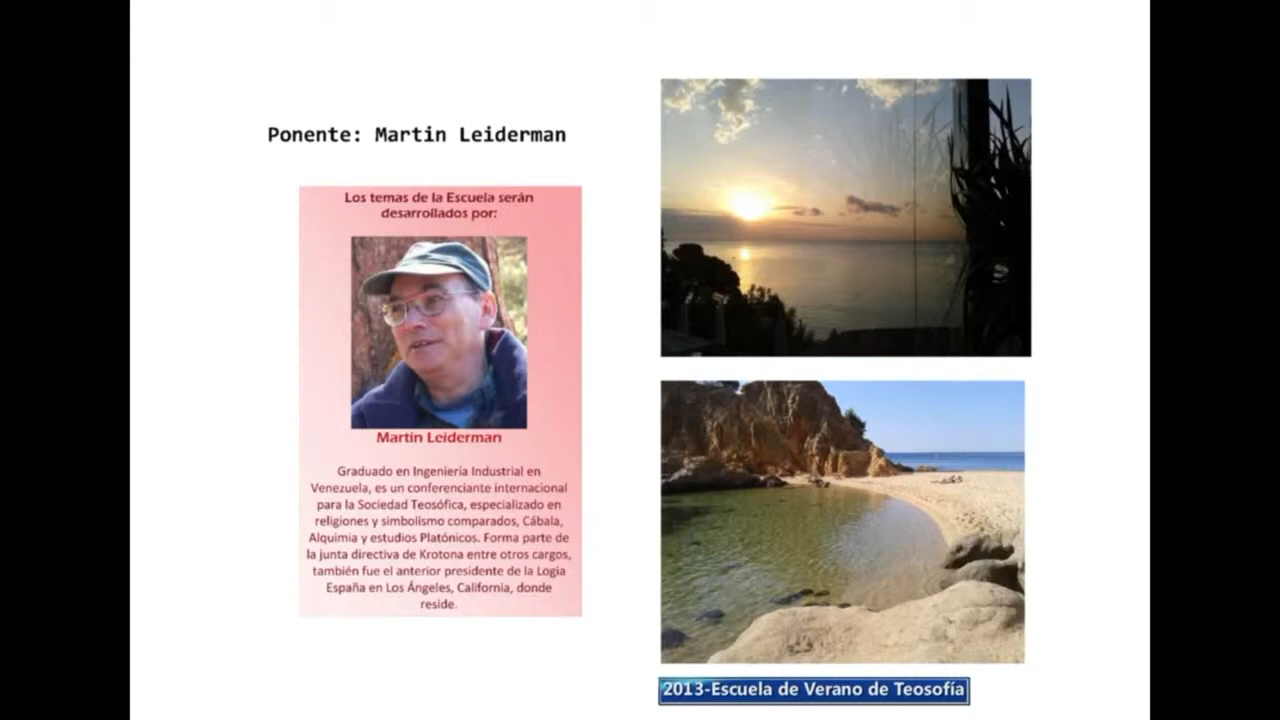 Ponente: Martin Leiderman
Los temas de la Escuela serán
desarrollados por:
Martín Leiderman
Graduado en Ingeniería Industrial en
Venezuela, es un conferenciante internacional
para la Sociedad Teosófica, especializado en
religiones y simbolismo comparados, Cábala,
Alquimia y estudios Platónicos. Forma parte de
la junta directiva de Krotona entre otros cargos,
también fue el anterior presidente de la Logia
España en Los Ángeles, California, donde
reside.
2013-Escuela de Verano de Teosofía